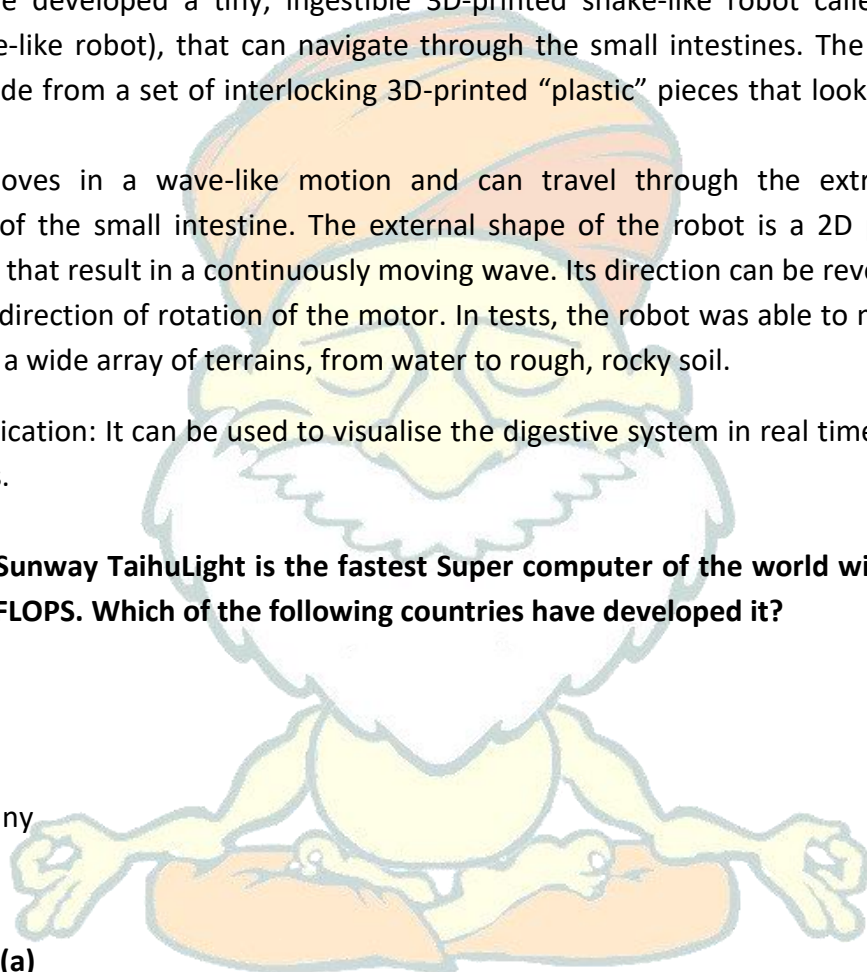 e developed a tiny, ingestible 3D-printed snake-like robot calle
e-like robot), that can navigate through the small intestines. The
de from a set of interlocking 3D-printed “plastic” pieces that look
oves in a wave-like motion and can travel through the extr
of the small intestine. The external shape of the robot is a 2D
that result in a continuously moving wave. Its direction can be reve
direction of rotation of the motor. In tests, the robot was able to
a wide array of terrains, from water to rough, rocky soil.
ication: It can be used to visualise the digestive system in real time
s.
Sunway TaihuLight is the fastest Super computer of the world wi
FLOPS. Which of the following countries have developed it?
ny
(a)